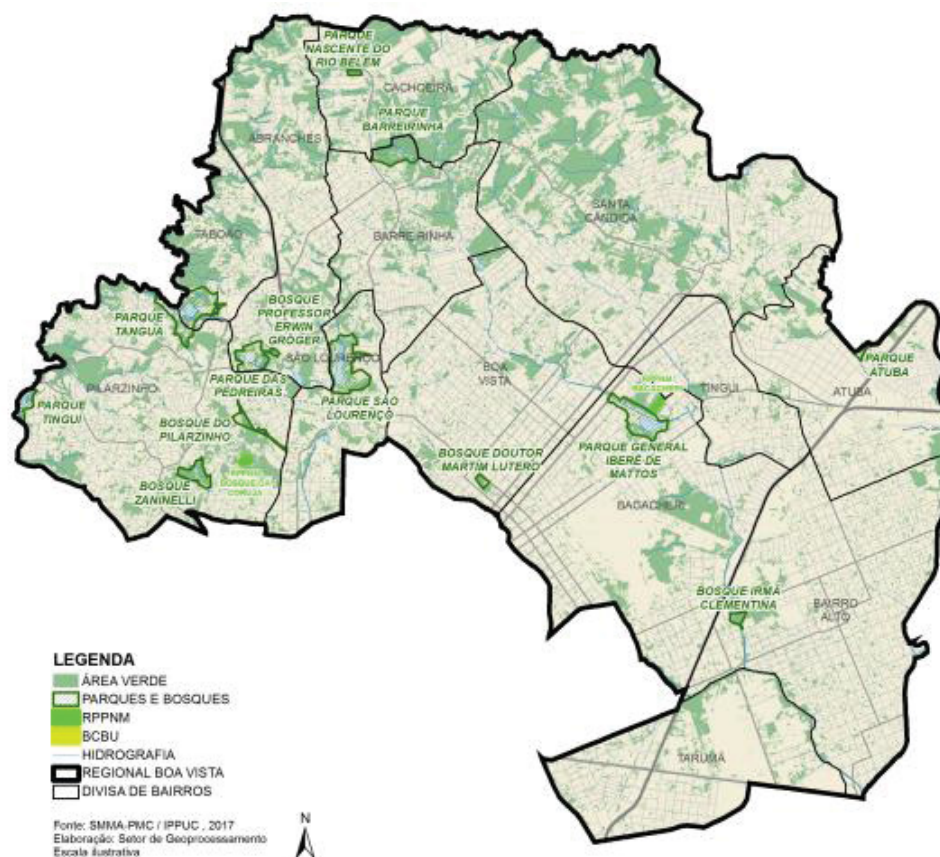 PARQUE
NASCENTE DO
RIO BELEM
CACHOEIRA
PARQUE
BARREIRINHA
ABRANCHES
SANTA
CÂNDIDA
TABOÃO
BARREIRINHA
BOSQUE
PROFESSOR
ERWIN
GRÖGER
PARQUE
TANGUÁ
SÃO LOURENÇO
BOA
VISTA
PARQUE
ATUBA
PILARZINHO
PARQUE DAS
PEDREIRAS
TINGUI
ATUBA
PARQUE
TINGUI
PARQUE SÃO
LOURENÇO
BOSQUE DO
PILARZINHO
PARQUE GENERAL
IBERÊ DE
MATTOS
BOSQUE DOUTOR
MARTIM LUTERO
BOSQUE
ZANINELLI
BOSQUE DA
CORUJA
BACACHERI
BOSQUE IRMÃ
CLEMENTINA
BAIRRO
ALTO
TARUMÃ
LEGENDA
ÁREA VERDE
PARQUES E BOSQUES
RPPNM
BCBU
HIDROGRAFIA
REGIONAL BOA VISTA
DIVISA DE BAIRROS
Fonte: SMMA-PMC / IPPUC , 2017
Elaboração: Setor de Geoprocessamento
Escala ilustrativa
N